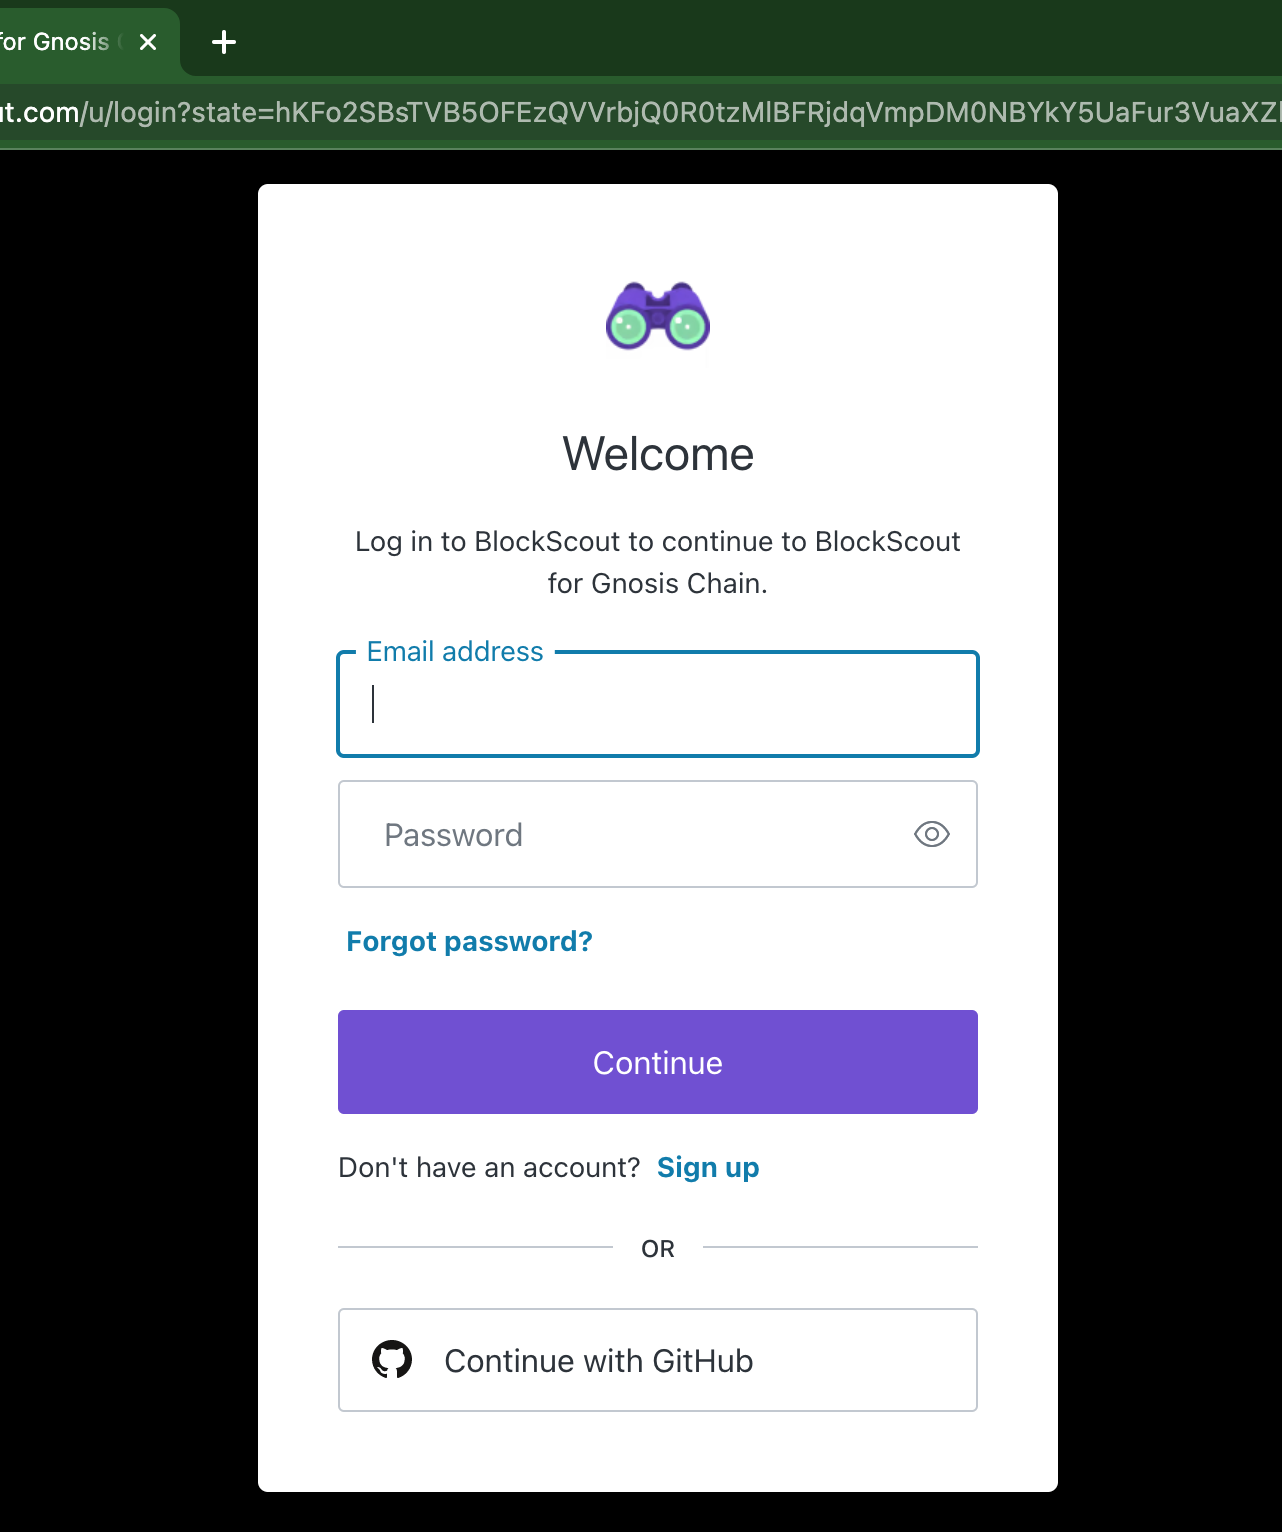 for Gnosis
ut.com/u/login?state=hKFo2SBsTVB5OFEzQVVrbjQ0R0tzMlBFRjdqVmpDM0NBYkY5UaFur3VuaXZl
Welcome
Log in to BlockScout to continue to BlockScout
for Gnosis Chain.
Email address
Password
Forgot password?
Continue
Don't have an account? Sign up
OR
Continue with GitHub